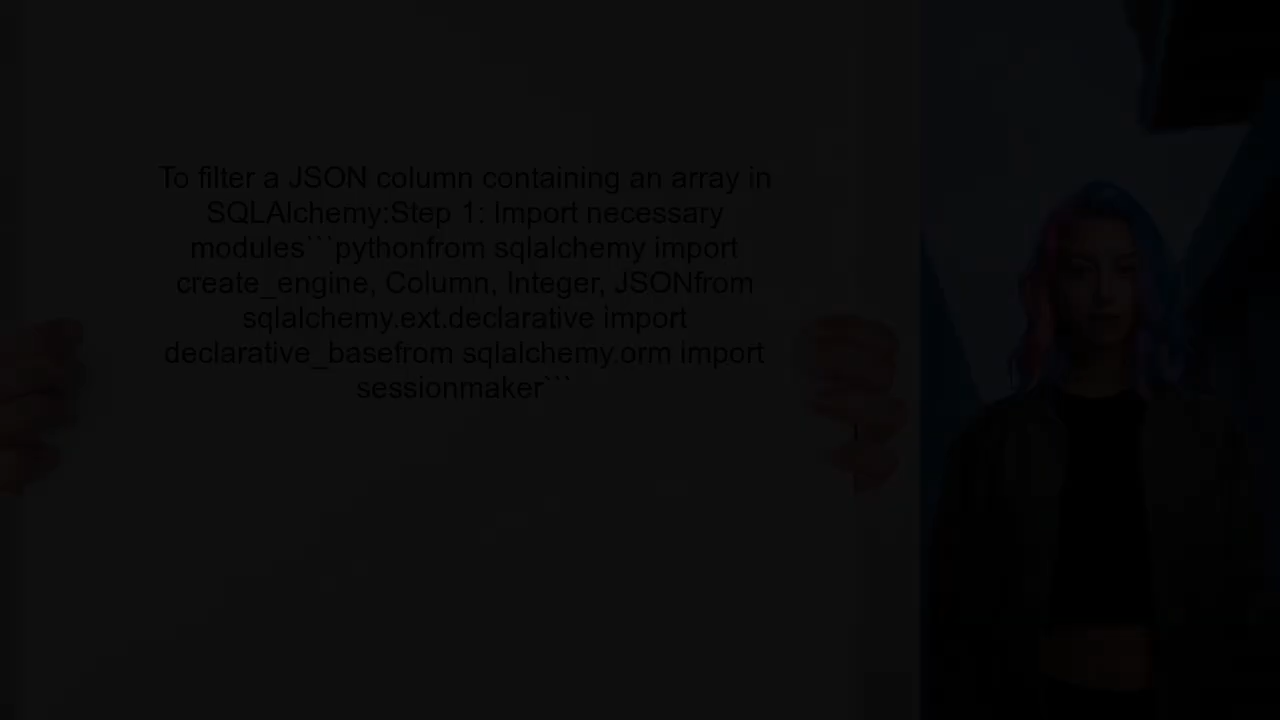 To filter a JSON column containing an array in
SQLAlchemy:Step 1: Import necessary
modules```pythonfrom sqlalchemy import
create_engine, Column, Integer, JSONfrom
sqlalchemy.ext.declarative import
declarative_basefrom sqlalchemy.orm import
sessionmaker```